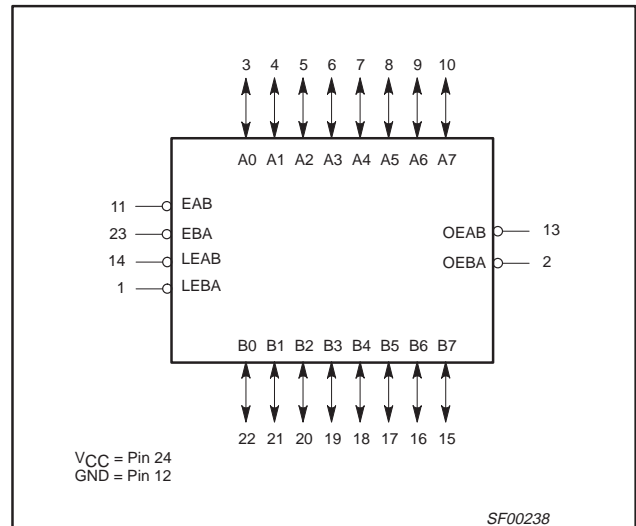 3 4 5 6 7 8 9 10
A0 A1 A2 A3 A4 A5 A6 A7
11 EAB
23 EBA
14 LEAB
1 LEBA
OEAB 13
OEBA 2
B0 B1 B2 B3 B4 B5 B6 B7
22 21 20 19 18 17 16 15
VCC = Pin 24
GND = Pin 12
SF00238